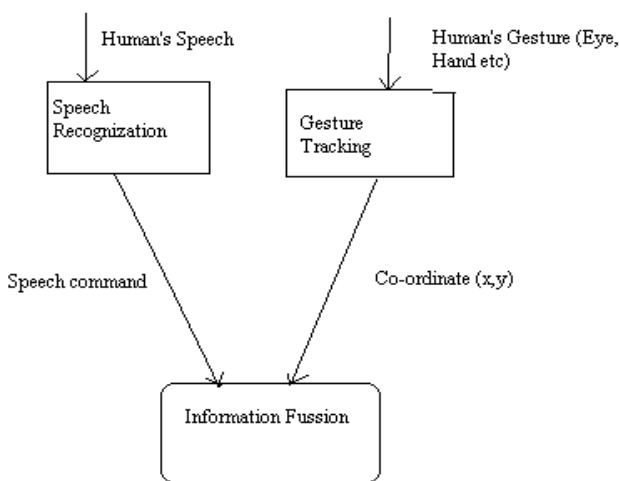 Human's Speech
Human's Gesture (Eye,
Hand etc)
Speech
Recognization
Gesture
Tracking
Speech command
Co-ordinate (x,y)
Information Fussion